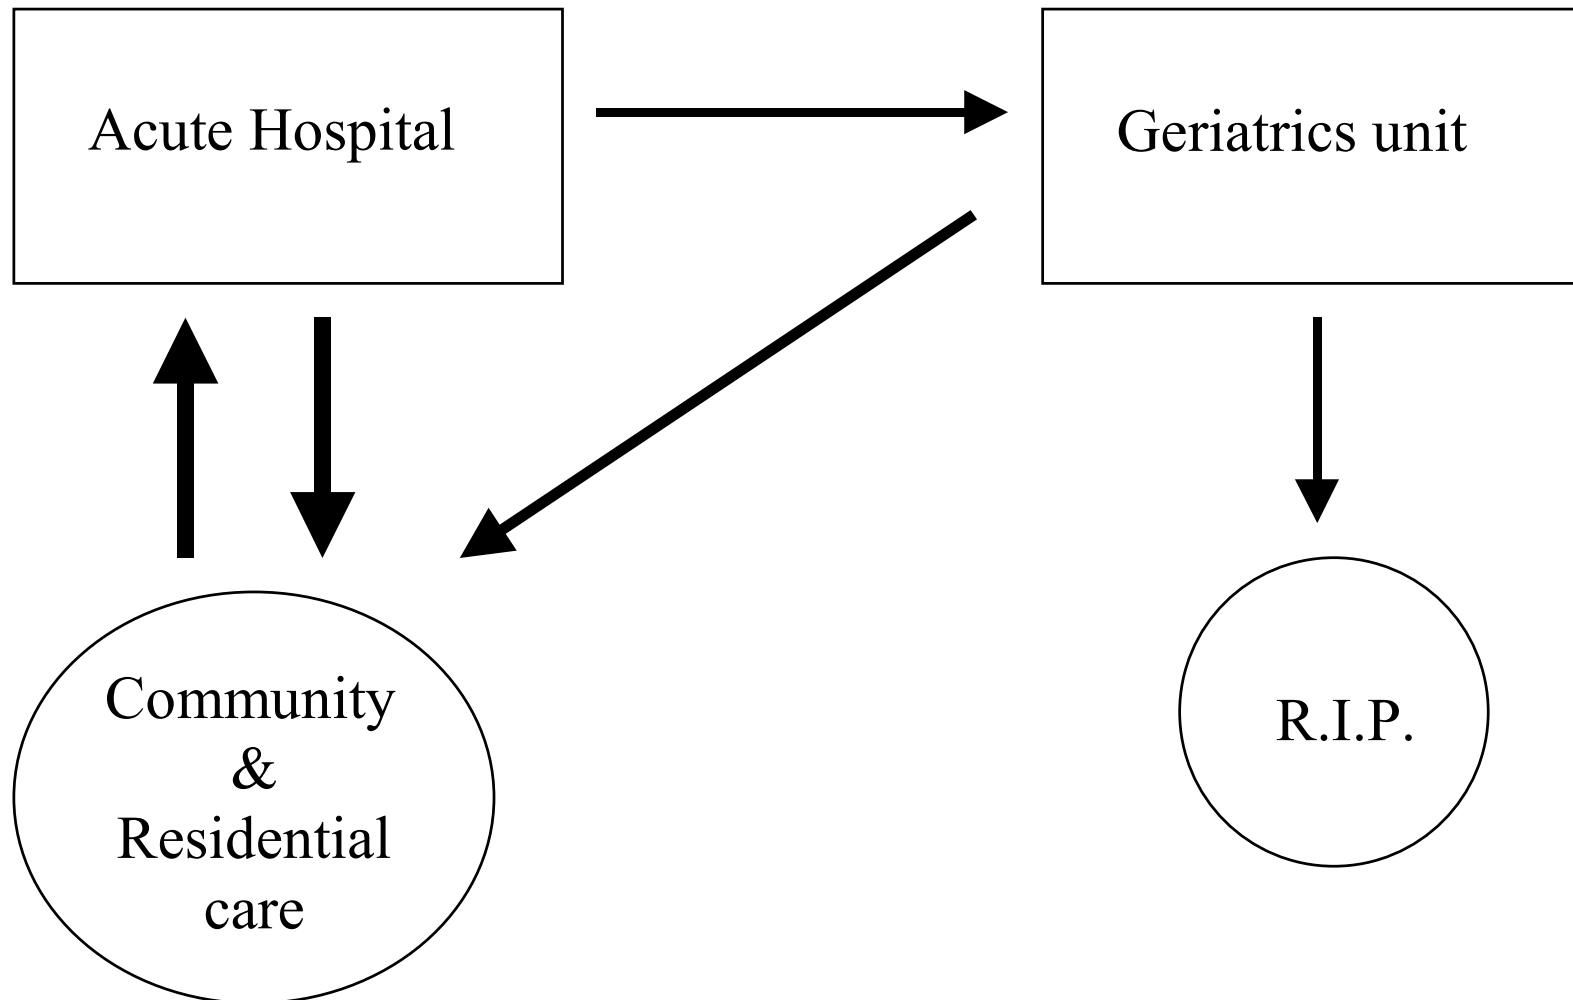 Acute Hospital
Geriatrics unit
Community
&
Residential
care
R.I.P.